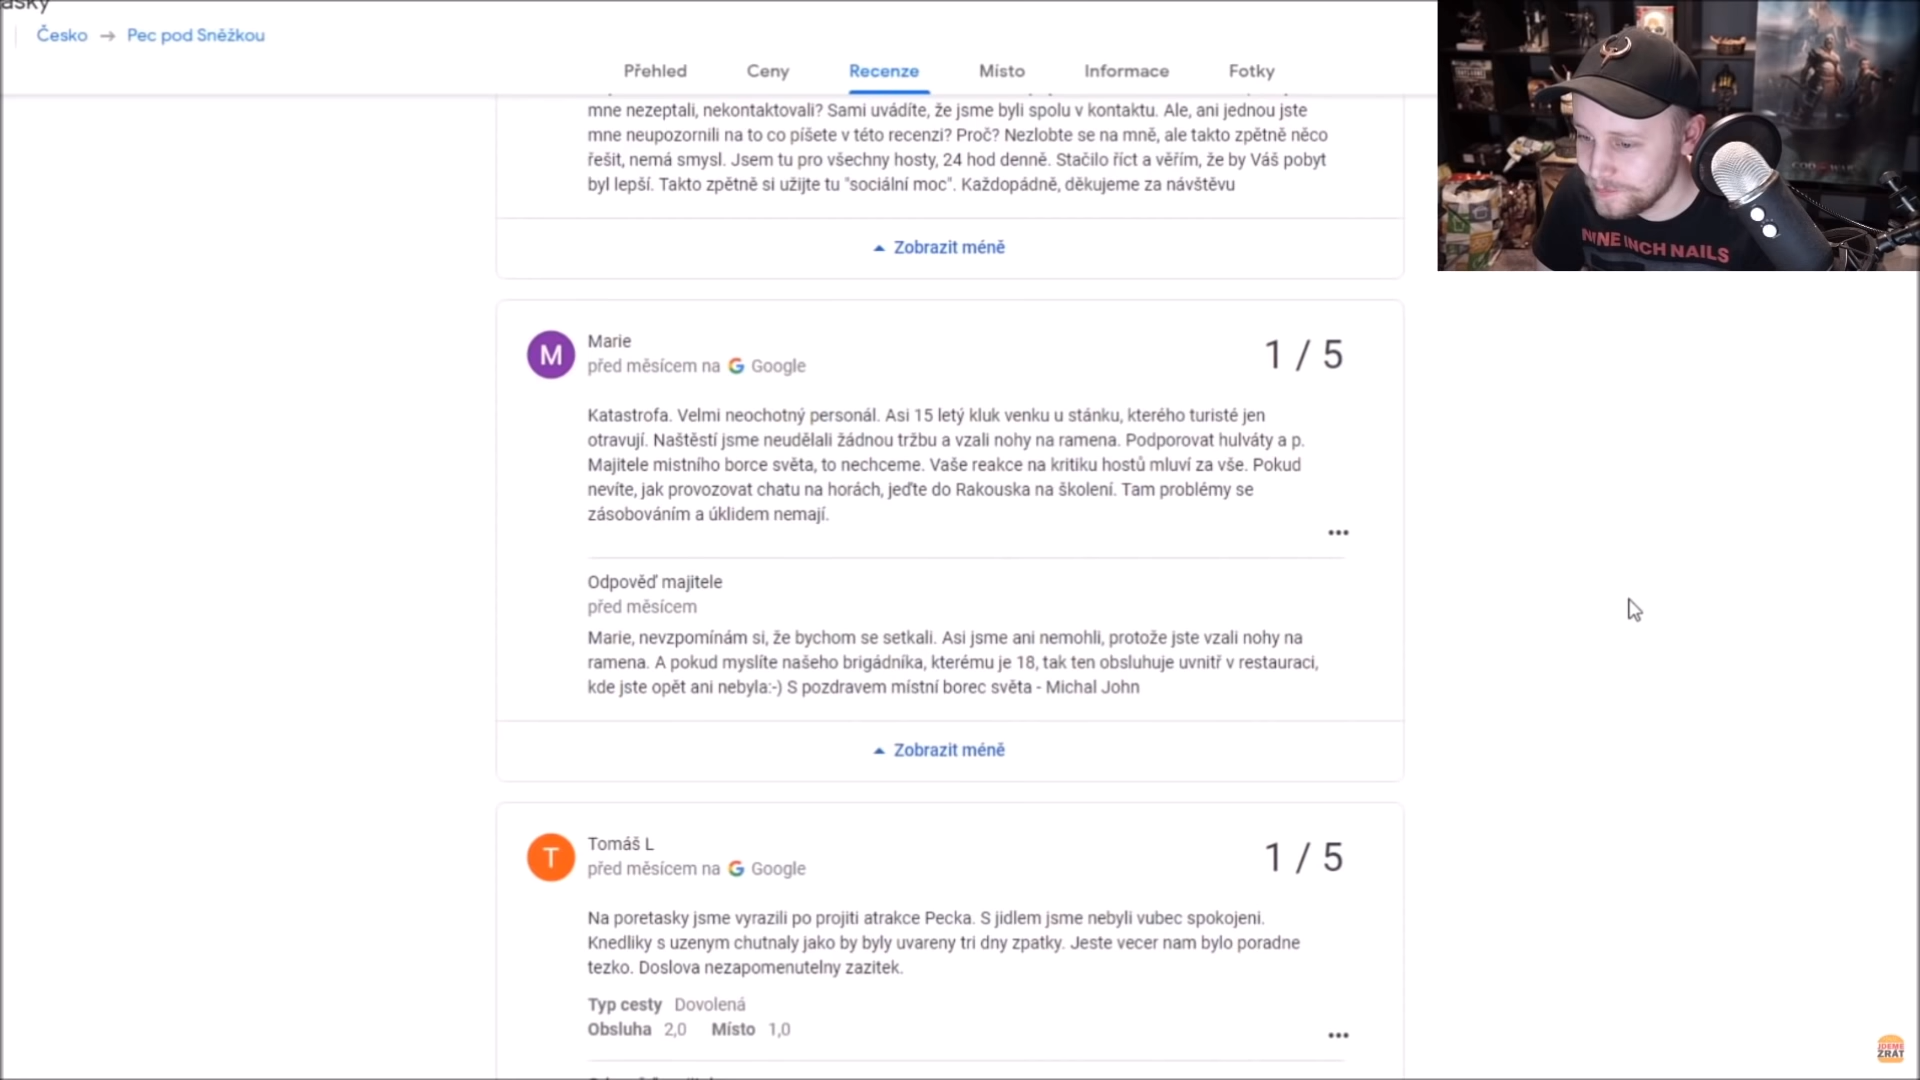 Česko → Pec pod Sněžkou
Přehled Ceny Recenze Místo Informace Fotky
mne nezeptali, nekontaktovali? Sami uvádíte, že jsme byli spolu v kontaktu. Ale, ani jednou jste
mne neupozornili na to co píšete v této recenzi? Proč? Nezlobte se na mně, ale takto zpětně něco
řešit, nemá smysl. Jsem tu pro všechny hosty, 24 hod denně. Stačilo říct a věřím, že by Váš pobyt
byl lepší. Takto zpětně si užijte tu "sociální moc". Každopádně, děkujeme za návštěvu
Zobrazit méně
NINE INCH NAILS
GOD WAR
M
Marie
před měsícem na Google
1 / 5
Katastrofa. Velmi neochotný personál. Asi 15 letý kluk venku u stánku, kterého turisté jen
otravují. Naštěstí jsme neudělali žádnou tržbu a vzali nohy na ramena. Podporovat hulváty a p.
Majitele mistního borce světa, to nechceme. Vaše reakce na kritiku hostů mluví za vše. Pokud
nevíte, jak provozovat chatu na horách, jeďte do Rakouska na školení. Tam problémy se
zásobováním a úklidem nemají.
Odpověď majitele
před měsícem
Marie, nevzpomínám si, že bychom se setkali. Asi jsme ani nemohli, protože jste vzali nohy na
ramena. A pokud myslíte našeho brigádníka, kterému je 18, tak ten obsluhuje uvnitř v restauraci,
kde jste opět ani nebyla:-) S pozdravem místní borec světa - Michal John
Zobrazit méně
T
Tomáš L
před měsícem na Google
1 / 5
Na poretasky jsme vyrazili po projiti atrakce Pecka. S jidlem jsme nebyli vubec spokojeni.
Knedliky s uzenym chutnaly jako by byly uvareny tri dny zpatky. Jeste vecer nam bylo poradne
tezko. Doslova nezapomenutelny zazitek.
Typ cesty Dovolená
Obsluha 2,0 Místo 1,0
JDEME
ŽRÁT